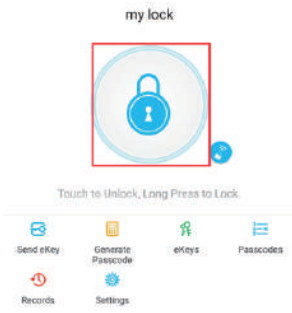 my lock
Touch to Unlock, Long Press to Lock.
Send eKey
Generate
Passcode
eKeys
Passcodes
Records
Settings